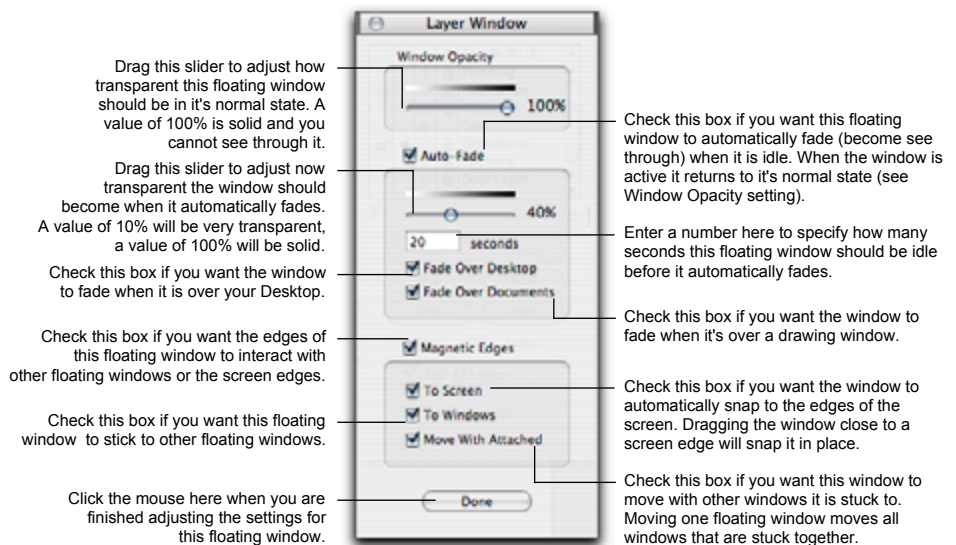 Layer Window
Window Opacity
100%
Auto-Fade
40%
20 seconds
Fade Over Desktop
Fade Over Documents
Magnetic Edges
To Screen
To Windows
Move With Attached
Done
Drag this slider to adjust how
transparent this floating window
should be in it's normal state. A
value of 100% is solid and you
cannot see through it.
Drag this slider to adjust now
transparent the window should
become when it automatically fades.
A value of 10% will be very transparent,
a value of 100% will be solid.
Check this box if you want the window
to fade when it is over your Desktop.
Check this box if you want the edges of
this floating window to interact with
other floating windows or the screen edges.
Check this box if you want this floating
window to stick to other floating windows.
Click the mouse here when you are
finished adjusting the settings for
this floating window.
Check this box if you want this floating
window to automatically fade (become see
through) when it is idle. When the window is
active it returns to it's normal state (see
Window Opacity setting).
Enter a number here to specify how many
seconds this floating window should be idle
before it automatically fades.
Check this box if you want the window to
fade when it's over a drawing window.
Check this box if you want the window to
automatically snap to the edges of the
screen. Dragging the window close to a
screen edge will snap it in place.
Check this box if you want this window to
move with other windows it is stuck to.
Moving one floating window moves all
windows that are stuck together.